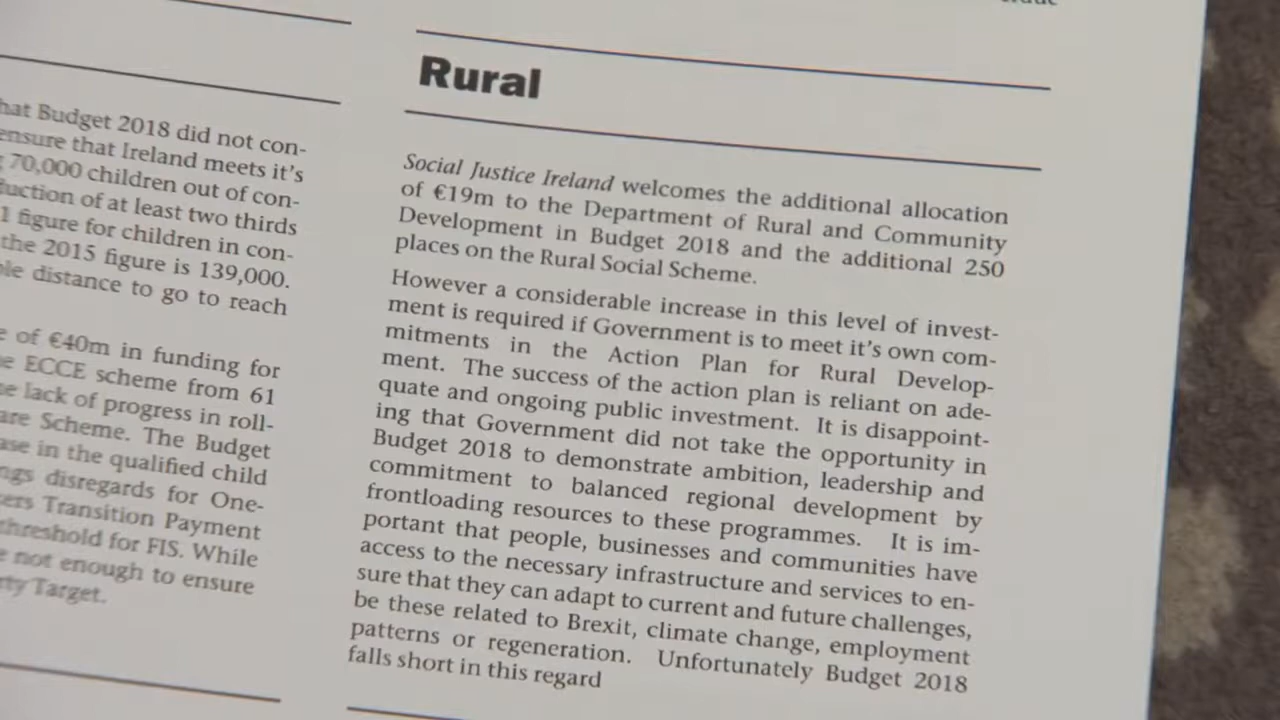 hat Budget 2018 did not con-
ensure that Ireland meets it's
70,000 children out of con-
duction of at least two thirds
1 figure for children in con-
the 2015 figure is 139,000.
ble distance to go to reach
e of €40m in funding for
e ECCE scheme from 61
e lack of progress in roll-
are Scheme. The Budget
ase in the qualified child
ngs disregards for One-
ers Transition Payment
threshold for FIS. While
e not enough to ensure
rty Target.
Rural
Social Justice Ireland welcomes the additional allocation
of €19m to the Department of Rural and Community
Development in Budget 2018 and the additional 250
places on the Rural Social Scheme.
However a considerable increase in this level of invest-
ment is required if Government is to meet it's own com-
mitments in the Action Plan for Rural Develop-
ment. The success of the action plan is reliant on ade-
quate and ongoing public investment. It is disappoint-
ing that Government did not take the opportunity in
Budget 2018 to demonstrate ambition, leadership and
commitment to balanced regional development by
frontloading resources to these programmes. It is im-
portant that people, businesses and communities have
access to the necessary infrastructure and services to en-
sure that they can adapt to current and future challenges,
be these related to Brexit, climate change, employment
patterns or regeneration. Unfortunately Budget 2018
falls short in this regard